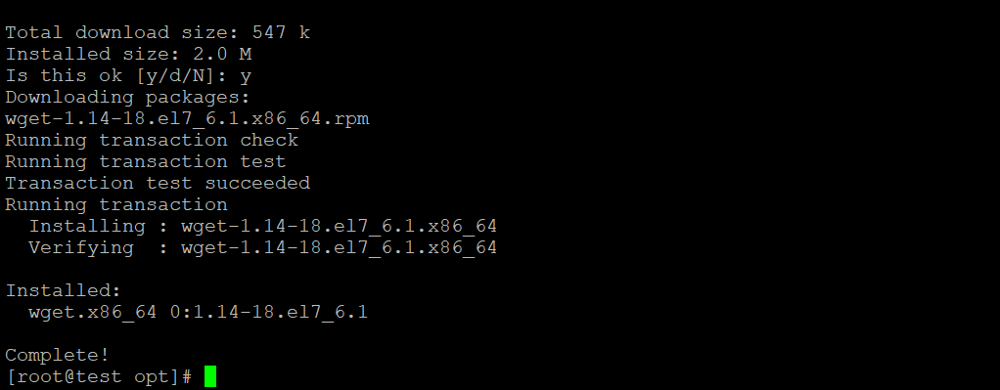 Total download size: 547 k
Installed size: 2.0 M
Is this ok [y/d/N]: y
Downloading packages:
wget-1.14-18.el7_6.1.x86_64.rpm
Running transaction check
Running transaction test
Transaction test succeeded
Running transaction
  Installing : wget-1.14-18.el7_6.1.x86_64
  Verifying  : wget-1.14-18.el7_6.1.x86_64

Installed:
  wget.x86_64 0:1.14-18.el7_6.1

Complete!
[root@test opt]#